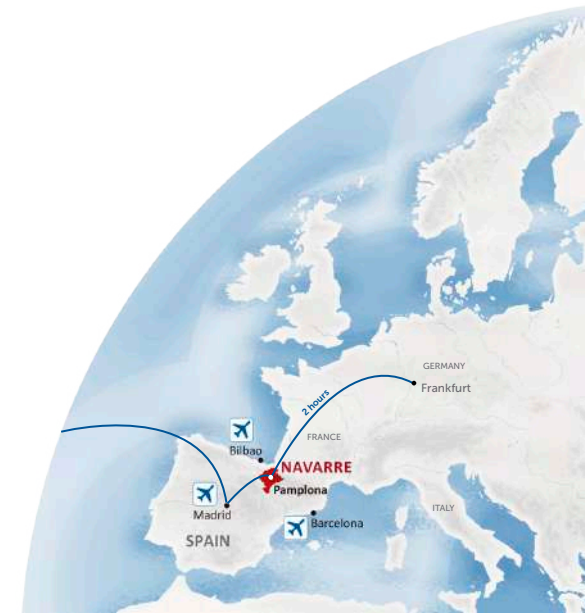 GERMANY
Frankfurt
2 hours
FRANCE
Bilbao
NAVARRE
Pamplona
Madrid
Barcelona
ITALY
SPAIN